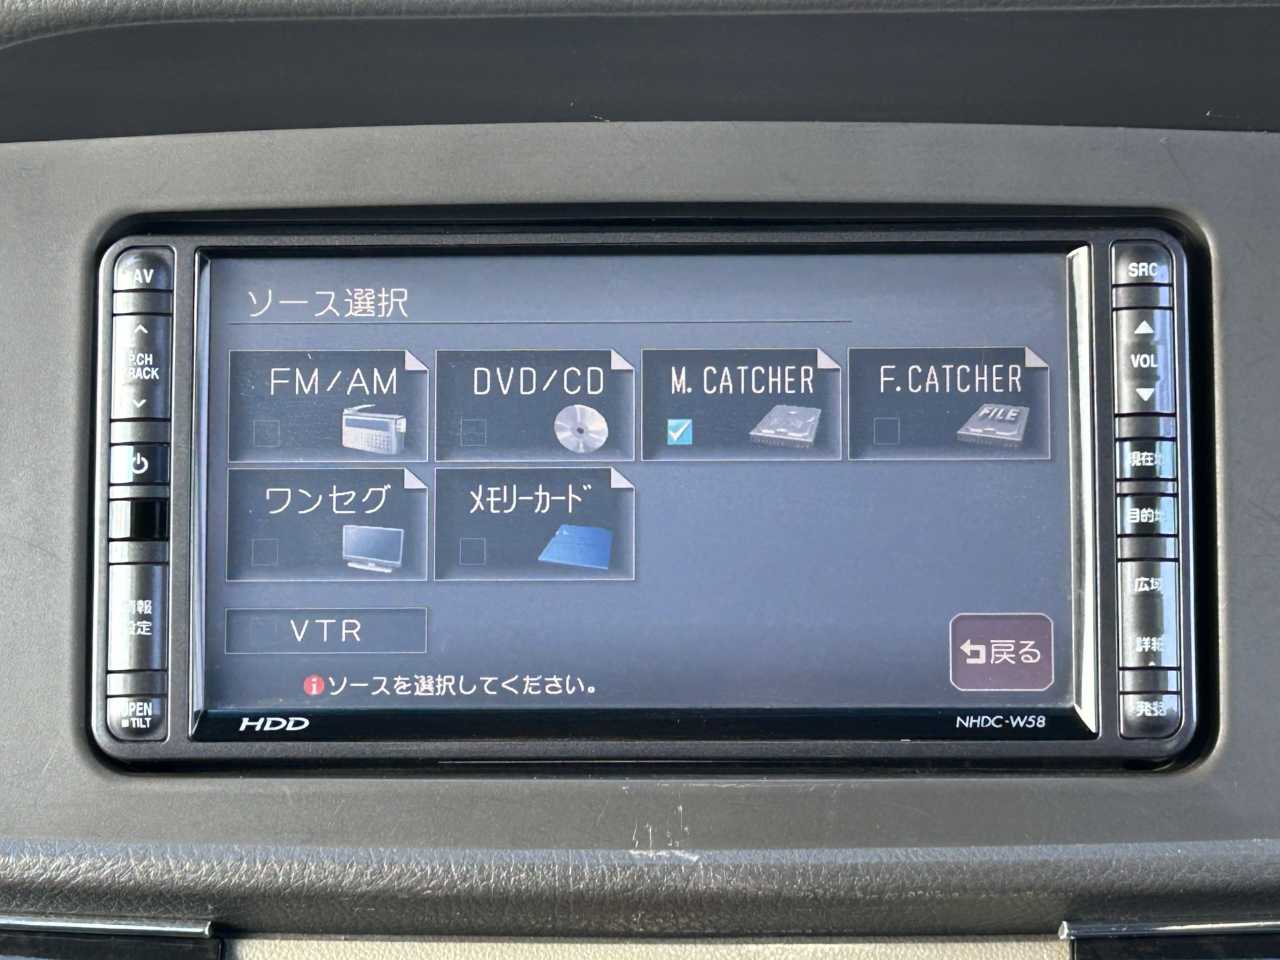 ソース選択
FM/AM
DVD/CD
M.CATCHER
F.CATCHER
ワンセグ
メモリーカード
VTR
戻る
ソースを選択してください。
HDD
NHDC-W58
AV
P.CH
TRACK
情報
設定
OPEN
TILT
SRC
VOL
現在地
目的地
広域
詳細
発話
FILE